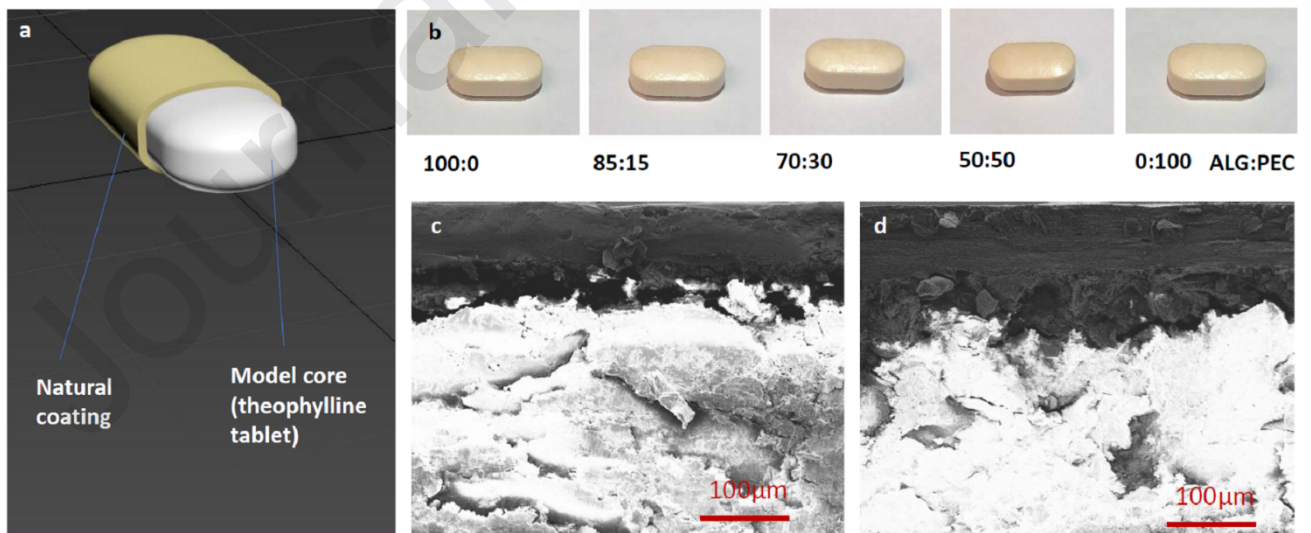 a
Natural
coating
Model core
(theophylline
tablet)
b
100:0
85:15
70:30
50:50
0:100
ALG:PEC
c
100µm
d
100µm
Journa